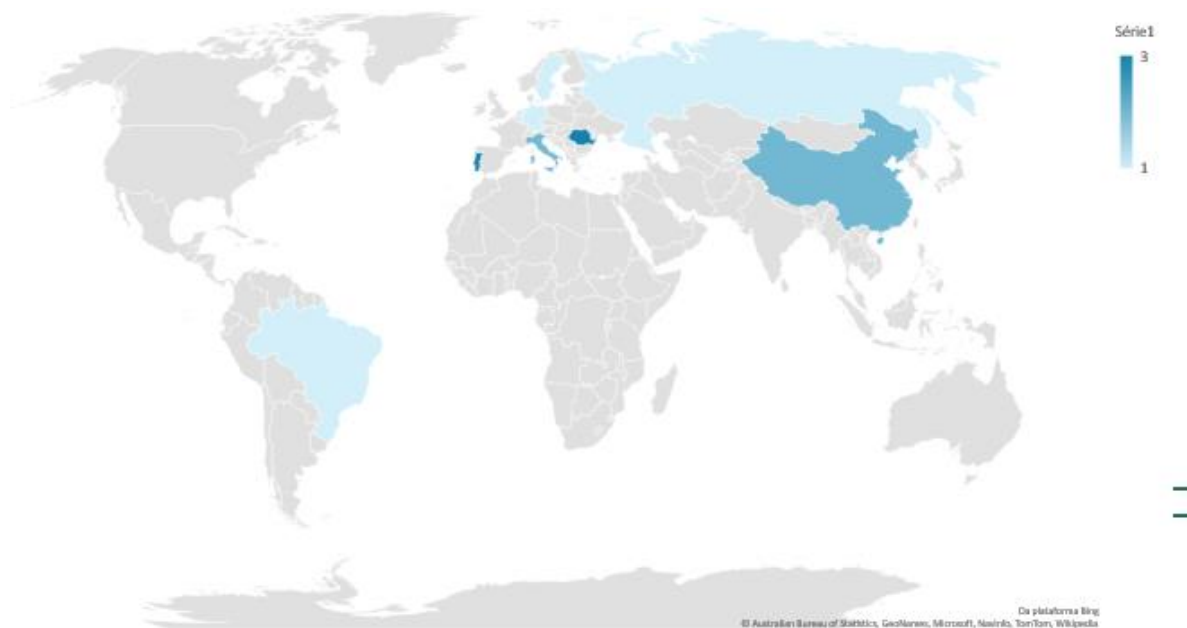 Série1
3
1
Da plataforma Bing
© Australian Bureau of Statistics, GeoNames, Microsoft, Navinfo, TomTom, Wikipedia